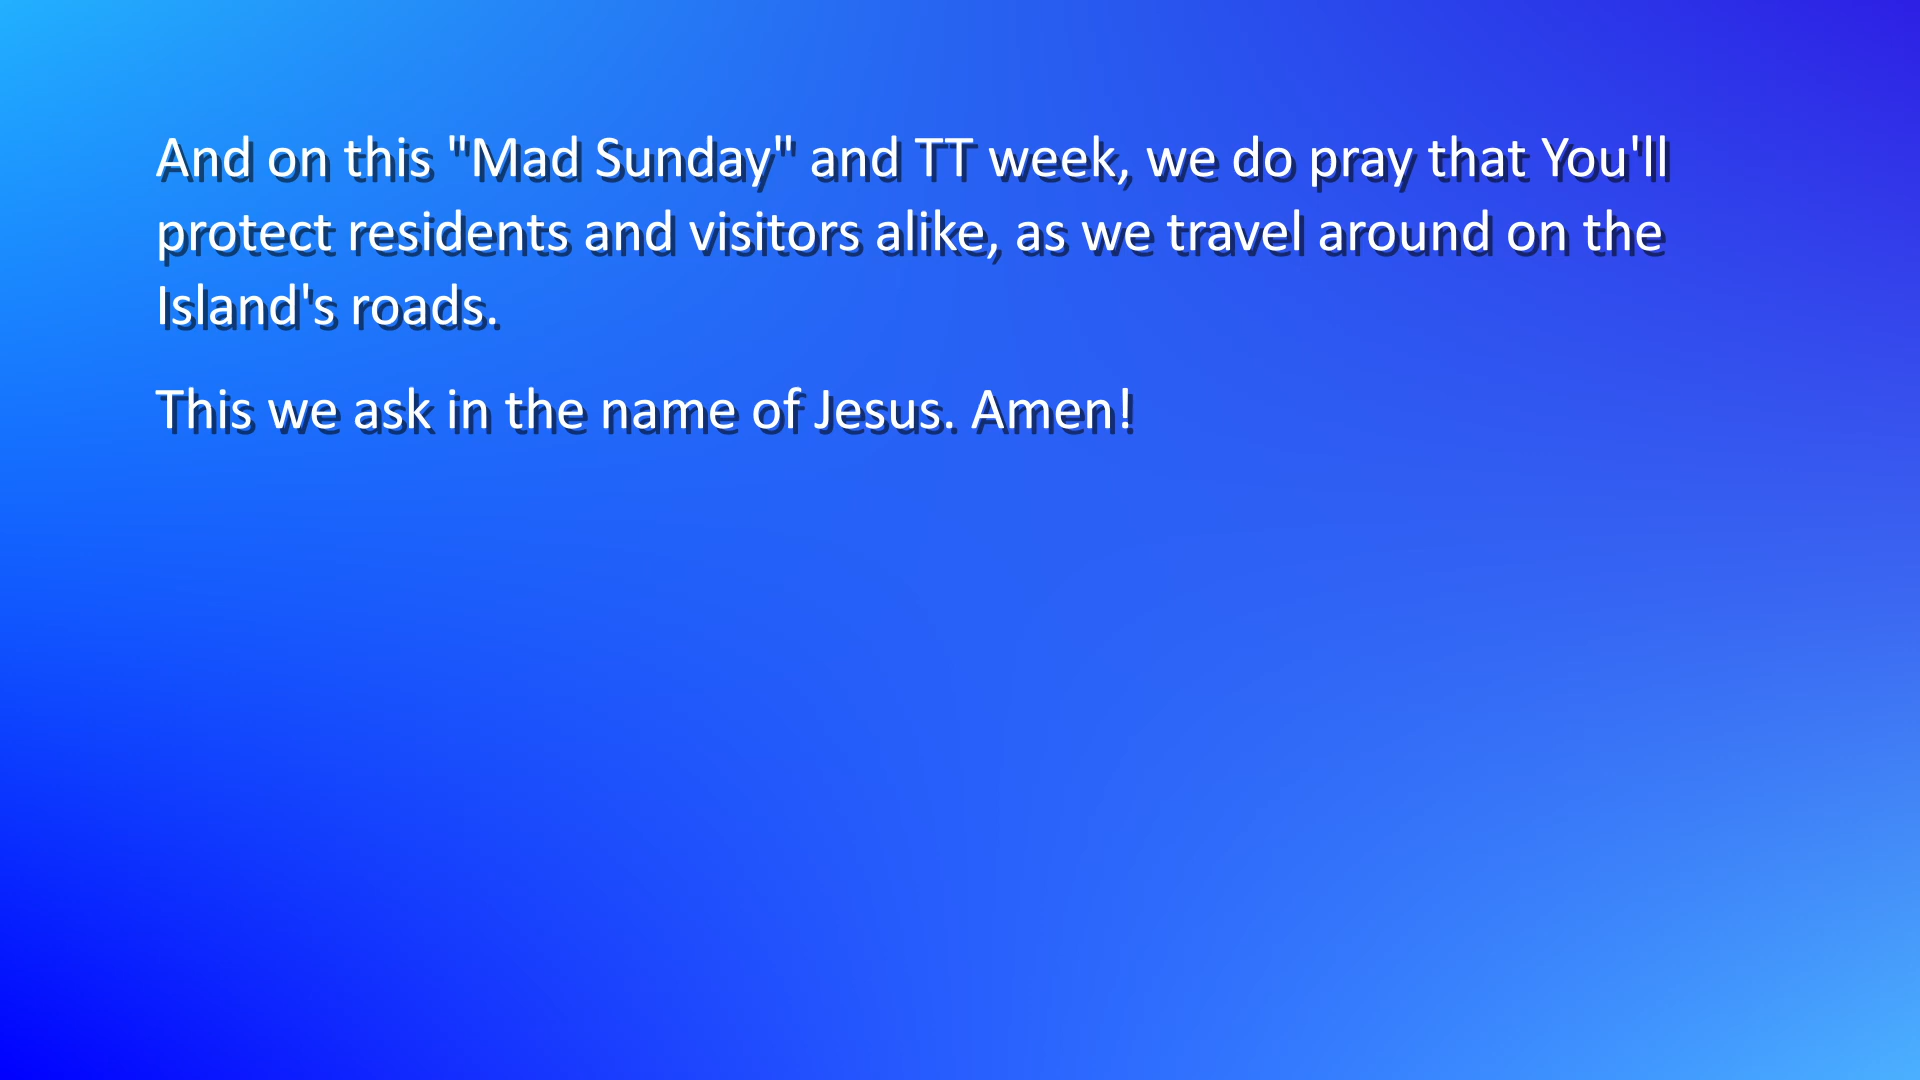 And on this "Mad Sunday" and TT week, we do pray that You'll
protect residents and visitors alike, as we travel around on the
Island's roads.
This we ask in the name of Jesus. Amen!